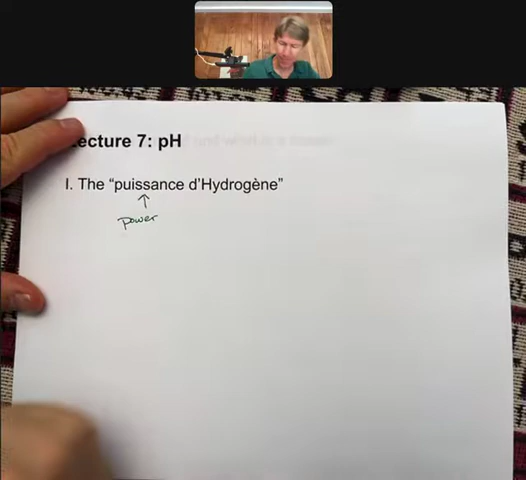 ecture 7: pH
I. The “puissance d’Hydrogène”
power